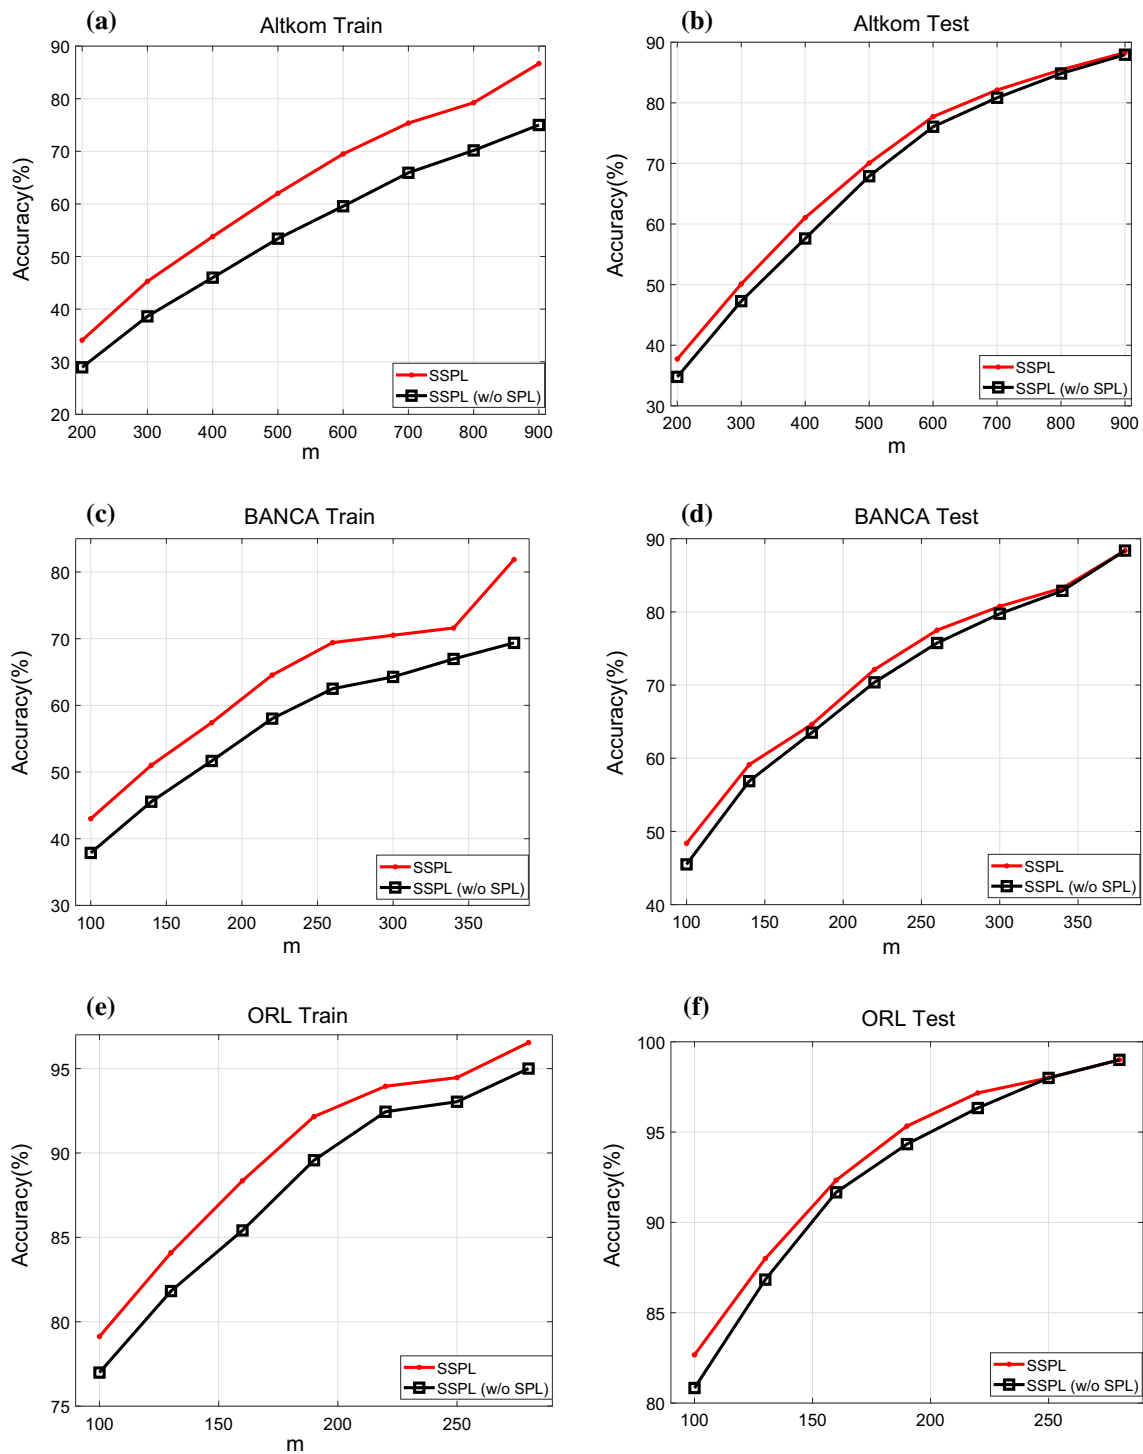 (a)
Altkom Train
90
80
70
60
50
40
30
20
Accuracy(%)
200 300 400 500 600 700 800 900
m
SSPL
SSPL (w/o SPL)
(b)
Altkom Test
90
80
70
60
50
40
30
Accuracy(%)
200 300 400 500 600 700 800 900
m
SSPL
SSPL (w/o SPL)
(c)
BANCA Train
80
70
60
50
40
30
Accuracy(%)
100 150 200 250 300 350
m
SSPL
SSPL (w/o SPL)
(d)
BANCA Test
90
80
70
60
50
40
Accuracy(%)
100 150 200 250 300 350
m
SSPL
SSPL (w/o SPL)
(e)
ORL Train
95
90
85
80
75
Accuracy(%)
100 150 200 250
m
SSPL
SSPL (w/o SPL)
(f)
ORL Test
100
95
90
85
80
Accuracy(%)
100 150 200 250
SSPL
SSPL (w/o SPL)